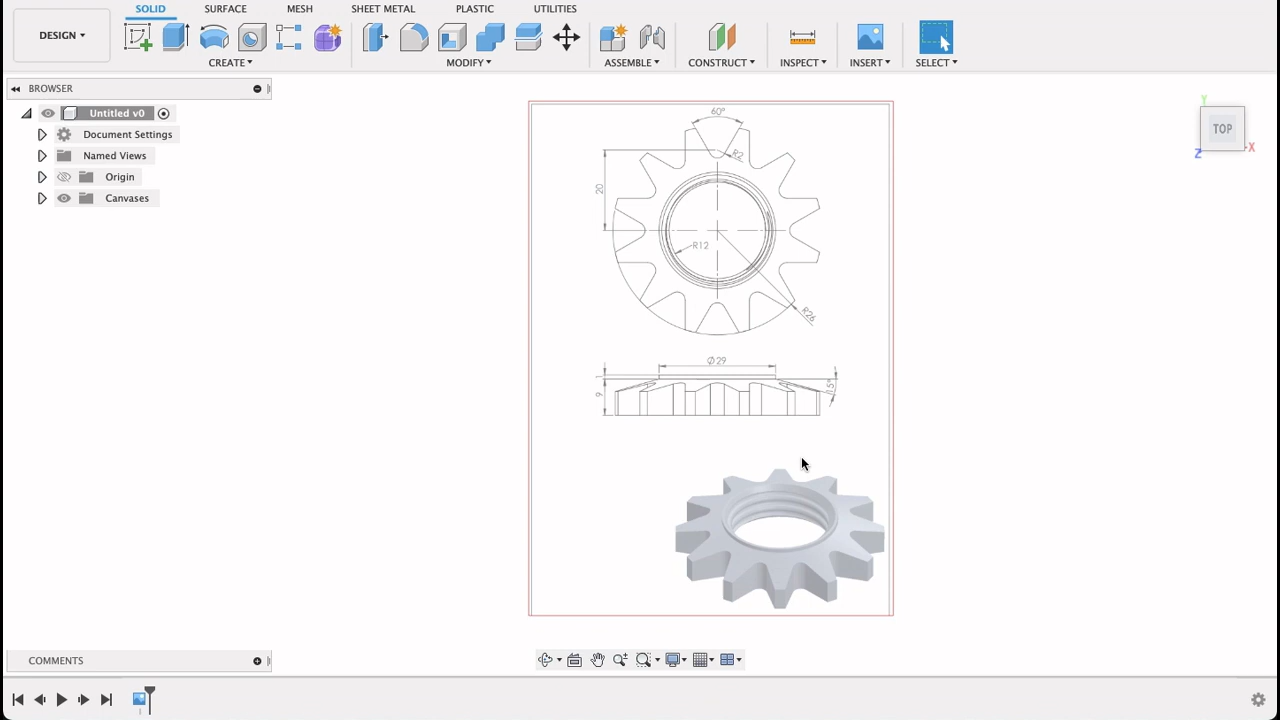 SOLID SURFACE MESH SHEET METAL PLASTIC UTILITIES
DESIGN
CREATE MODIFY ASSEMBLE CONSTRUCT INSPECT INSERT SELECT
BROWSER
Untitled v0
Document Settings
Named Views
Origin
Canvases
TOP
Y
X
Z
60°
R2
20
R12
R26
Ø29
1
9
15°
COMMENTS